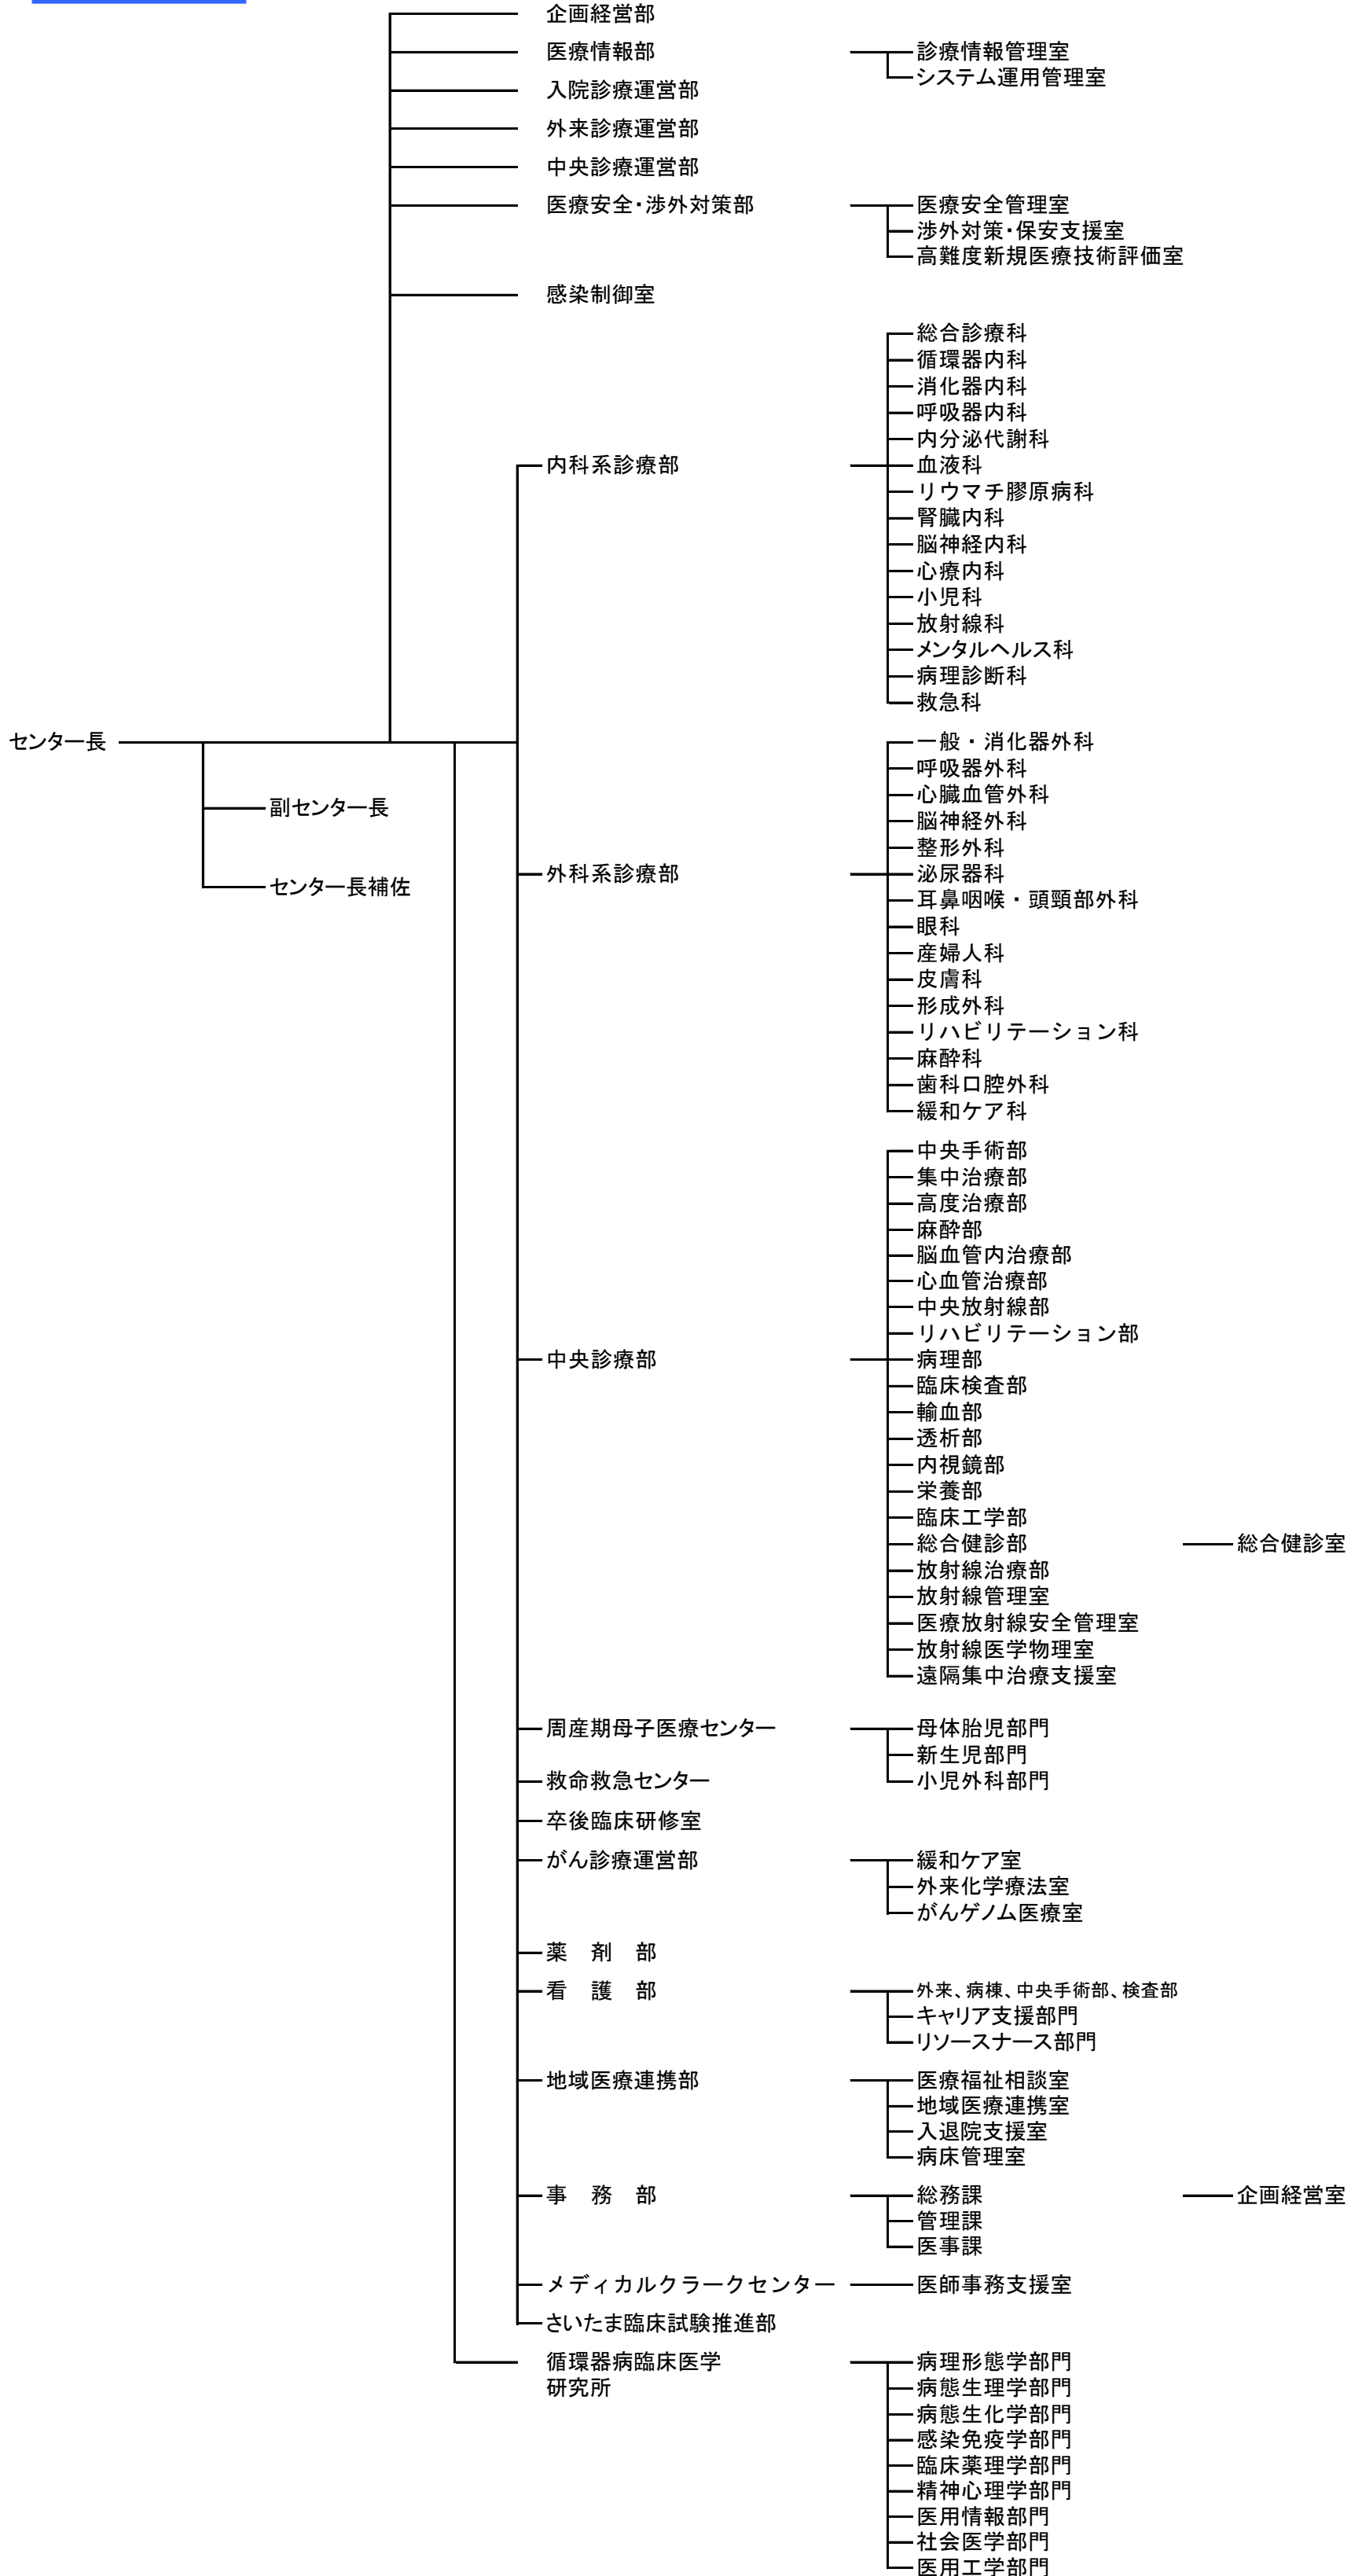 企画経営部
医療情報部
診療情報管理室
システム運用管理室
入院診療運営部
外来診療運営部
中央診療運営部
医療安全・渉外対策部
医療安全管理室
渉外対策・保安支援室
高難度新規医療技術評価室
感染制御室
内科系診療部
総合診療科
循環器内科
消化器内科
呼吸器内科
内分泌代謝科
血液科
リウマチ膠原病科
腎臓内科
脳神経内科
心療内科
小児科
放射線科
メンタルヘルス科
病理診断科
救急科
センター長
副センター長
センター長補佐
外科系診療部
一般・消化器外科
呼吸器外科
心臓血管外科
脳神経外科
整形外科
泌尿器科
耳鼻咽喉・頭頸部外科
眼科
産婦人科
皮膚科
形成外科
リハビリテーション科
麻酔科
歯科口腔外科
緩和ケア科
中央診療部
中央手術部
集中治療部
高度治療部
麻酔部
脳血管内治療部
心血管治療部
中央放射線部
リハビリテーション部
病理部
臨床検査部
輸血部
透析部
内視鏡部
栄養部
臨床工学部
総合健診部
総合健診室
放射線治療部
放射線管理室
医療放射線安全管理室
放射線医学物理室
遠隔集中治療支援室
周産期母子医療センター
母体胎児部門
新生児部門
小児外科部門
救命救急センター
卒後臨床研修室
がん診療運営部
緩和ケア室
外来化学療法室
がんゲノム医療室
薬　剤　部
看　護　部
外来、病棟、中央手術部、検査部
キャリア支援部門
リソースナース部門
地域医療連携部
医療福祉相談室
地域医療連携室
入退院支援室
病床管理室
事　務　部
総務課
企画経営室
管理課
医事課
メディカルクラークセンター
医師事務支援室
さいたま臨床試験推進部
循環器病臨床医学
研究所
病理形態学部門
病態生理学部門
病態生化学部門
感染免疫学部門
臨床薬理学部門
精神心理学部門
医用情報部門
社会医学部門
医用工学部門